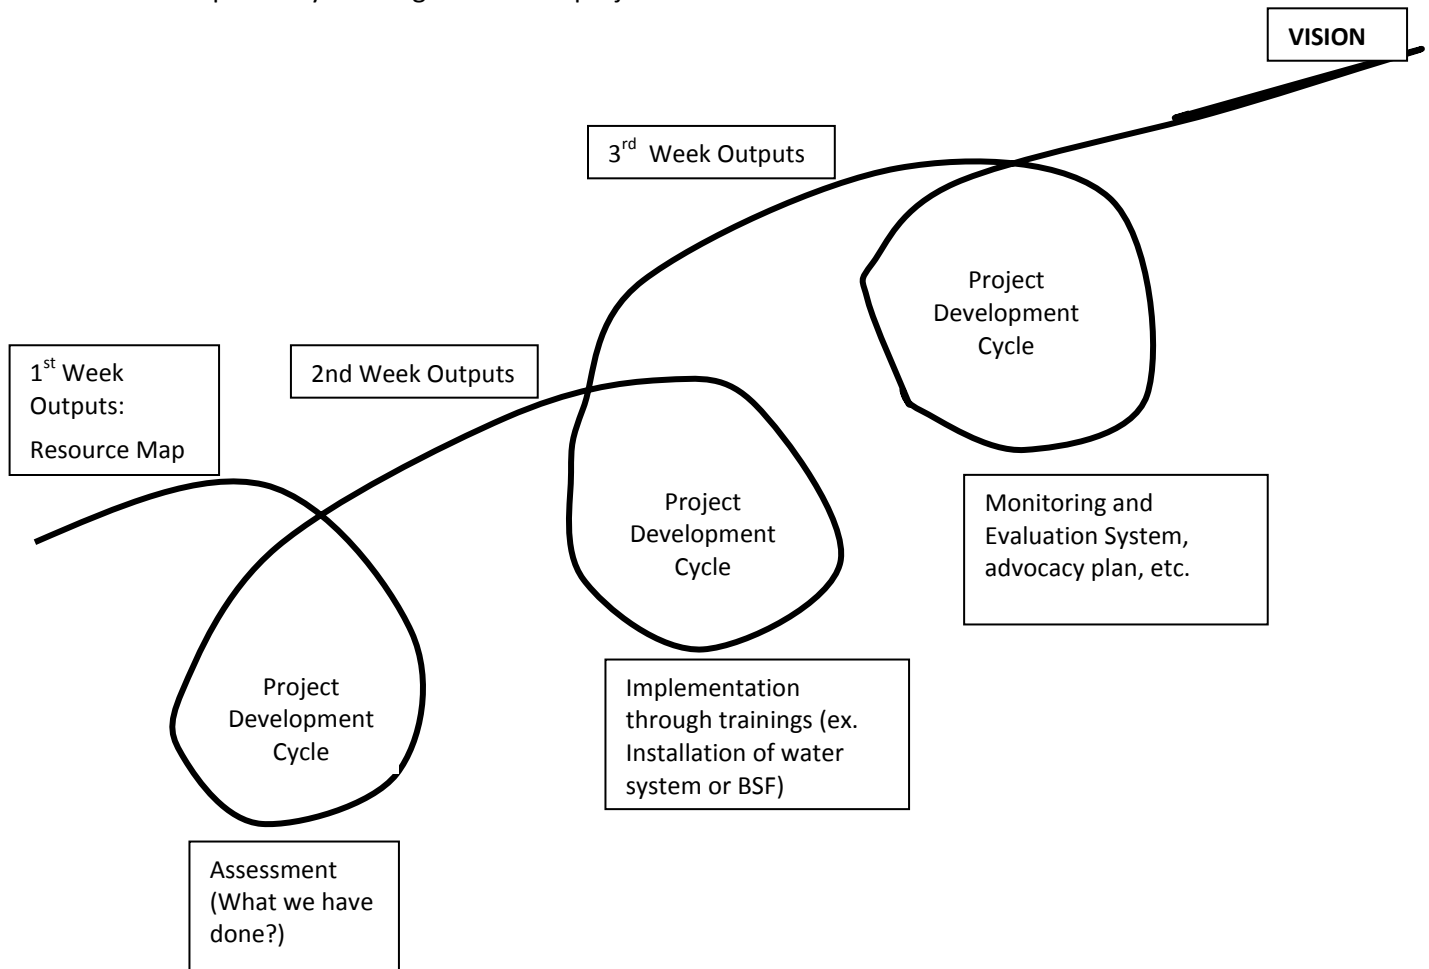 VISION
3rd Week Outputs
Project
Development
Cycle
1st Week
Outputs:
Resource Map
2nd Week Outputs
Project
Development
Cycle
Monitoring and
Evaluation System,
advocacy plan, etc.
Project
Development
Cycle
Implementation
through trainings (ex.
Installation of water
system or BSF)
Assessment
(What we have
done?)